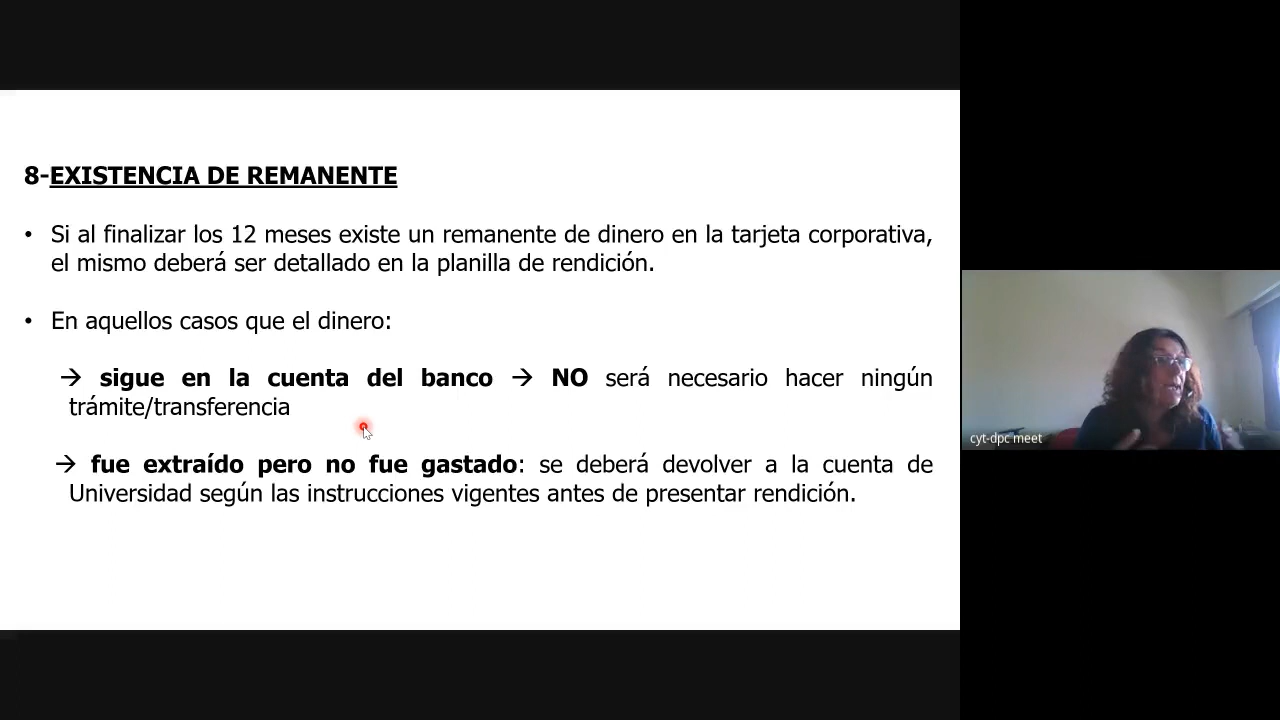 8-EXISTENCIA DE REMANENTE
• Si al finalizar los 12 meses existe un remanente de dinero en la tarjeta corporativa,
el mismo deberá ser detallado en la planilla de rendición.
• En aquellos casos que el dinero:
→ sigue en la cuenta del banco → NO será necesario hacer ningún
trámite/transferencia
→ fue extraído pero no fue gastado: se deberá devolver a la cuenta de
Universidad según las instrucciones vigentes antes de presentar rendición.
cyt-dpc meet